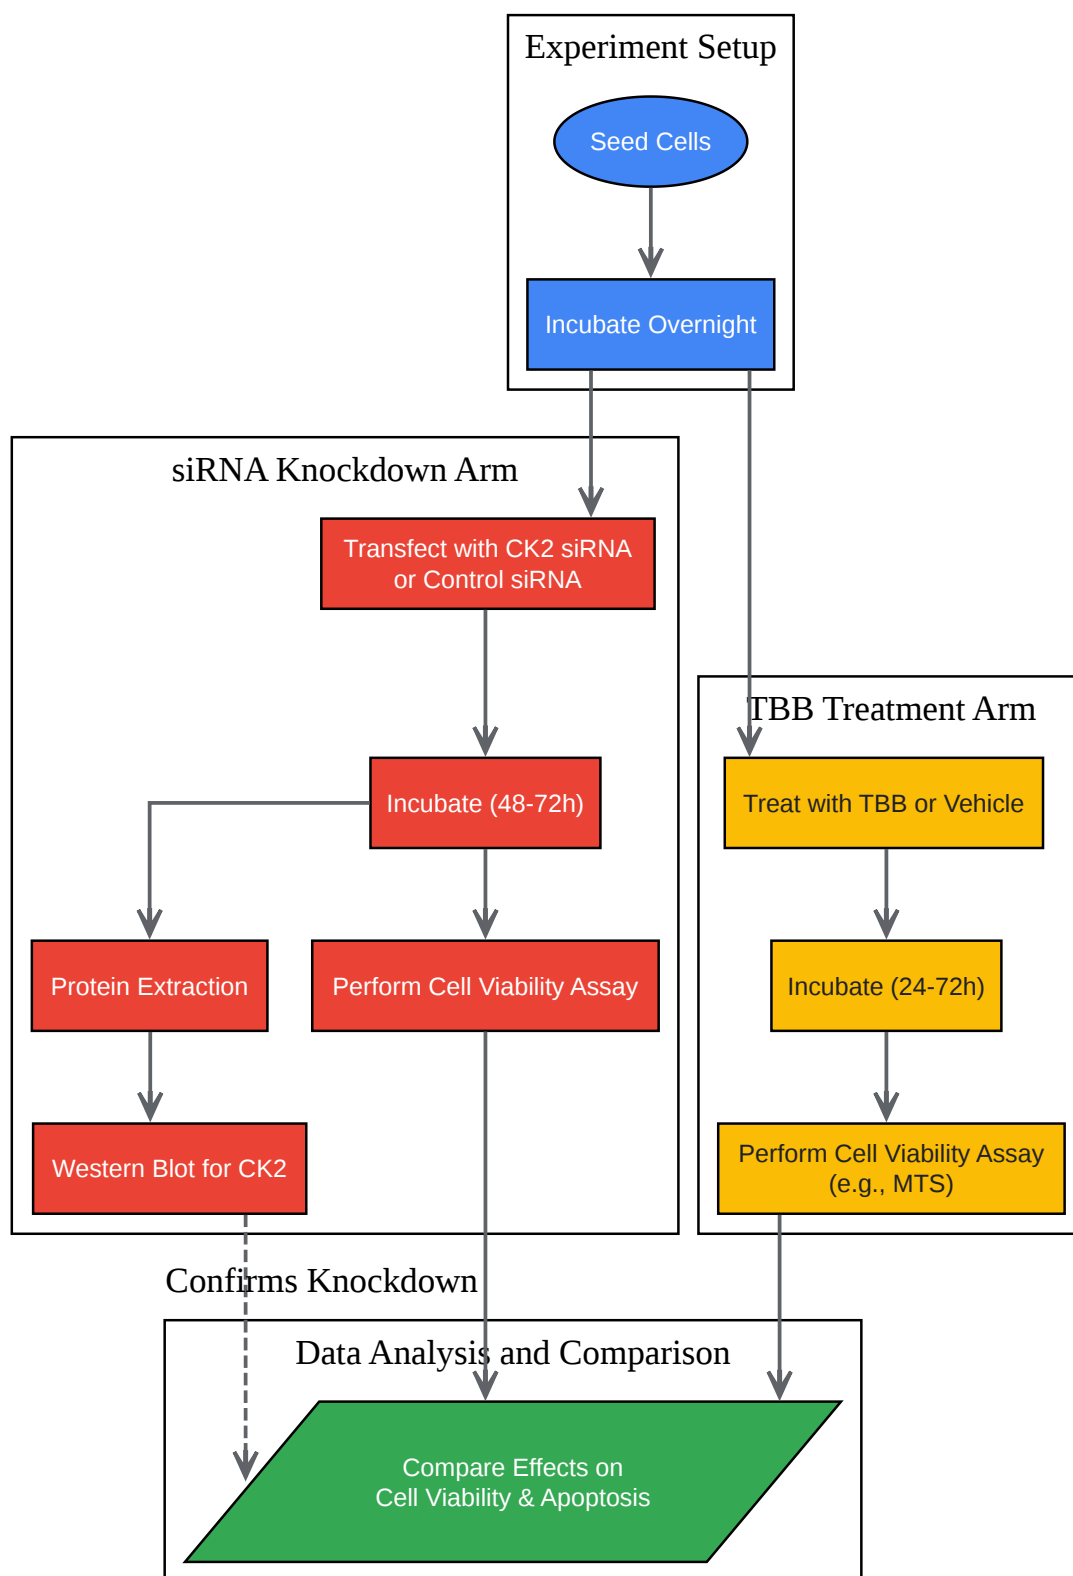 Experiment Setup
Seed Cells
Incubate Overnight
siRNA Knockdown Arm
Transfect with CK2 siRNA
or Control siRNA
Incubate (48-72h)
Protein Extraction
Perform Cell Viability Assay
Western Blot for CK2
TBB Treatment Arm
Treat with TBB or Vehicle
Incubate (24-72h)
Perform Cell Viability Assay
(e.g., MTS)
Confirms Knockdown
Data Analysis and Comparison
Compare Effects on
Cell Viability & Apoptosis